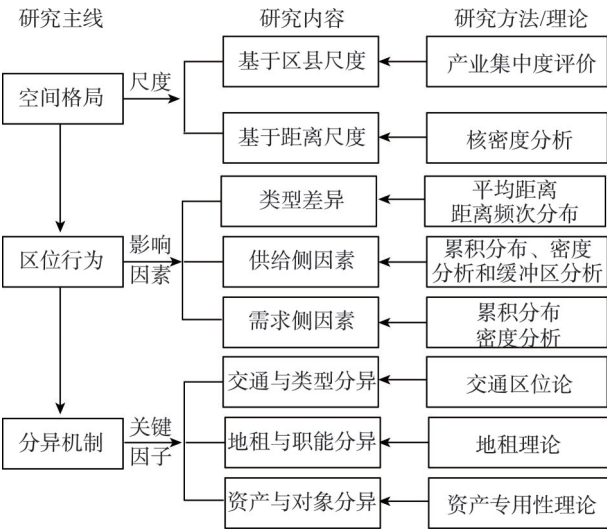 研究主线 研究内容 研究方法/理论
空间格局
尺度
基于区县尺度
产业集中度评价
基于距离尺度
核密度分析
区位行为
影响
因素
类型差异
平均距离
距离频次分布
供给侧因素
累积分布、密度
分析和缓冲区分析
需求侧因素
累积分布
密度分析
分异机制
关键
因子
交通与类型分异
交通区位论
地租与职能分异
地租理论
资产与对象分异
资产专用性理论